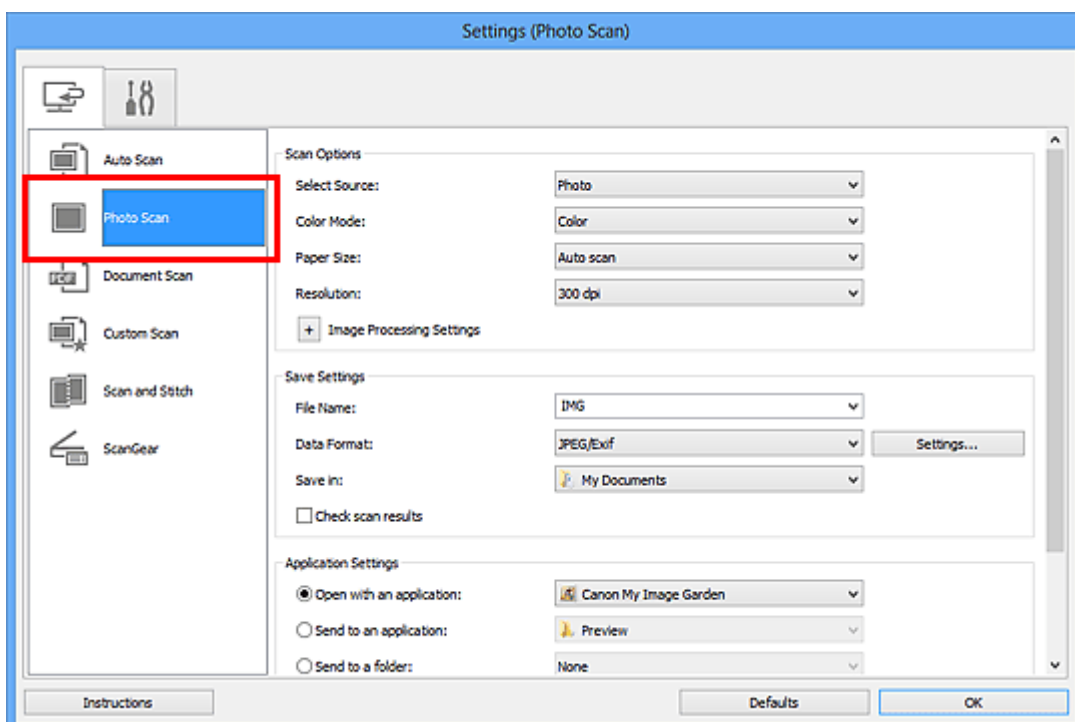 Settings (Photo Scan)
Auto Scan
Photo Scan
Document Scan
Custom Scan
Scan and Stitch
ScanGear
Scan Options
Select Source: Photo
Color Mode: Color
Paper Size: Auto scan
Resolution: 300 dpi
+ Image Processing Settings
Save Settings
File Name: IMG
Data Format: JPEG/Exif Settings...
Save in: My Documents
Check scan results
Application Settings
Open with an application: Canon My Image Garden
Send to an application: Preview
Send to a folder: None
Instructions Defaults OK